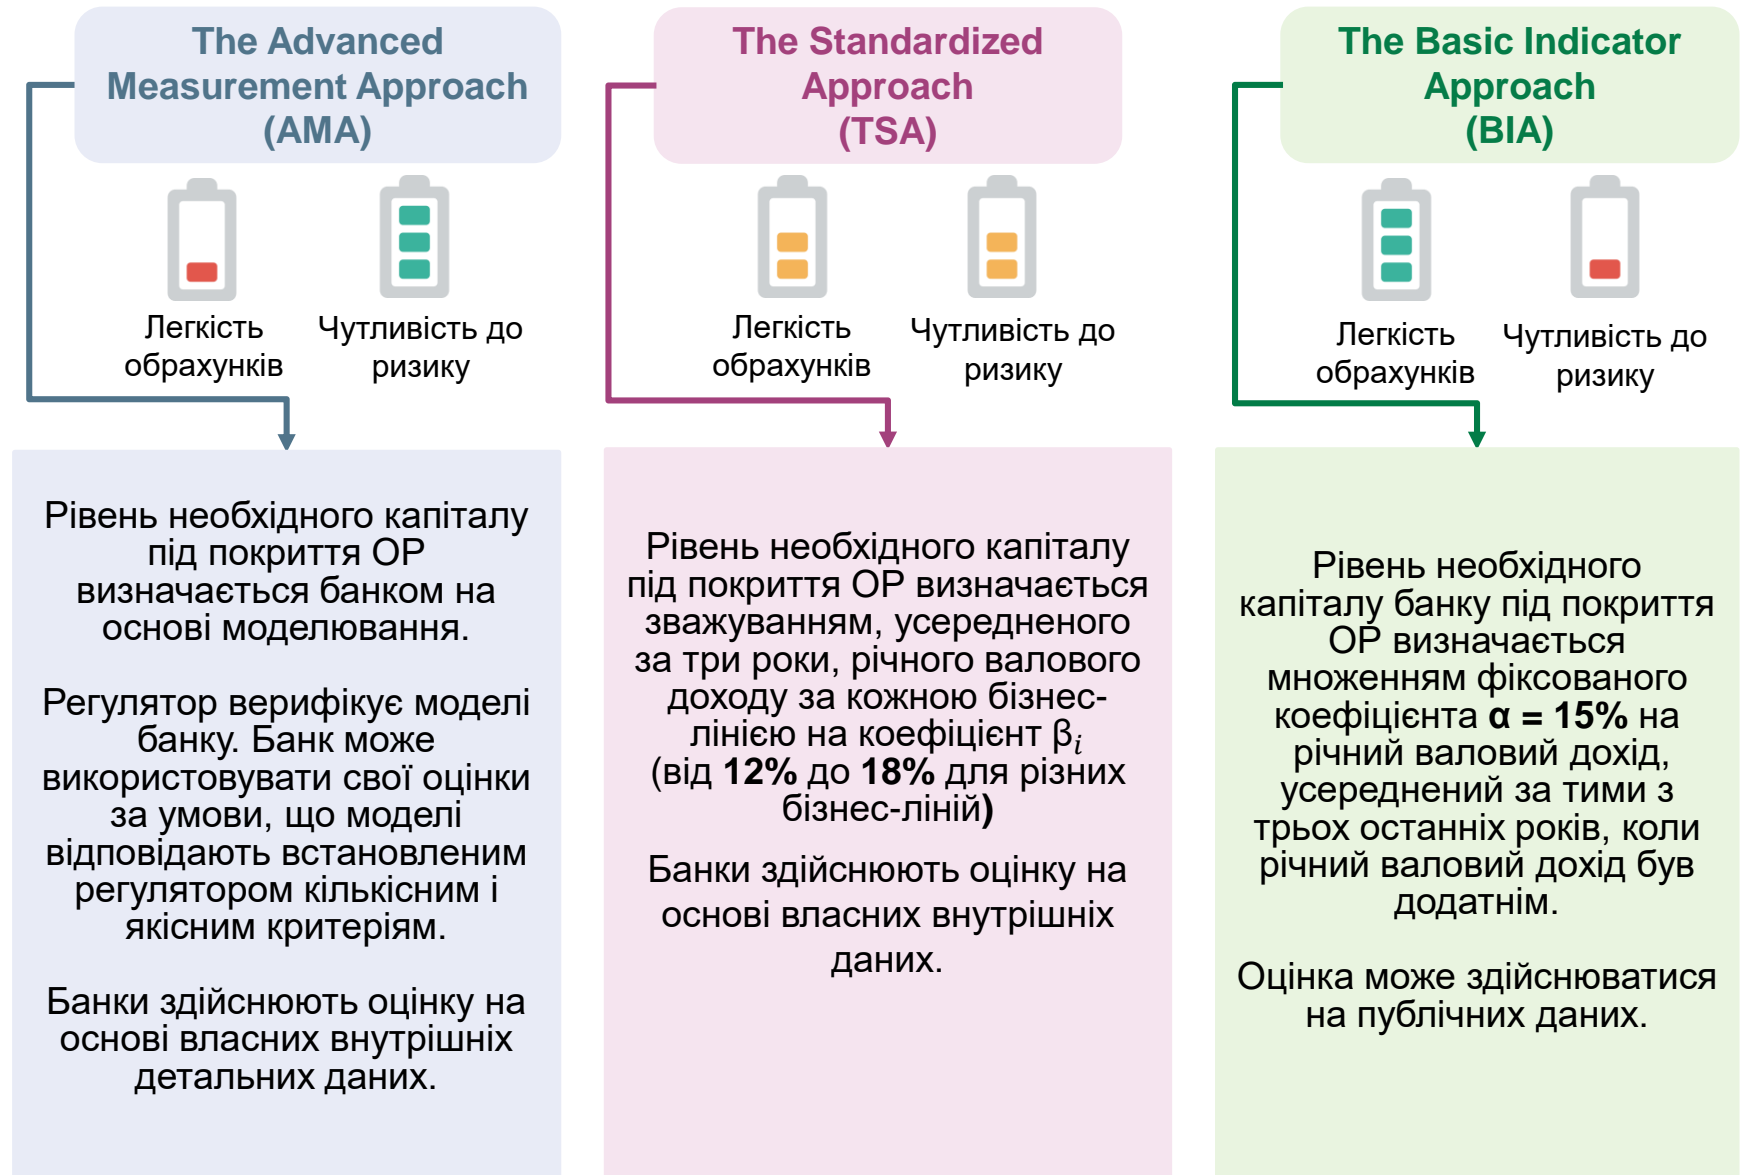 The Advanced
Measurement Approach
(AMA)
Легкість
обрахунків
Чутливість до
ризику
Рівень необхідного капіталу
під покриття ОР
визначається банком на
основі моделювання.
Регулятор верифікує моделі
банку. Банк може
використовувати свої оцінки
за умови, що моделі
відповідають встановленим
регулятором кількісним і
якісним критеріям.
Банки здійснюють оцінку на
основі власних внутрішніх
детальних даних.
The Standardized
Approach
(TSA)
Легкість
обрахунків
Чутливість до
ризику
Рівень необхідного капіталу
під покриття ОР визначається
зважуванням, усередненого
за три роки, річного валового
доходу за кожною бізнес-
лінією на коефіцієнт β𝑖
(від 12% до 18% для різних
бізнес-ліній)
Банки здійснюють оцінку на
основі власних внутрішніх
даних.
The Basic Indicator
Approach
(BIA)
Легкість
обрахунків
Чутливість до
ризику
Рівень необхідного
капіталу банку під покриття
ОР визначається
множенням фіксованого
коефіцієнта α = 15% на
річний валовий дохід,
усереднений за тими з
трьох останніх років, коли
річний валовий дохід був
додатнім.
Оцінка може здійснюватися
на публічних даних.